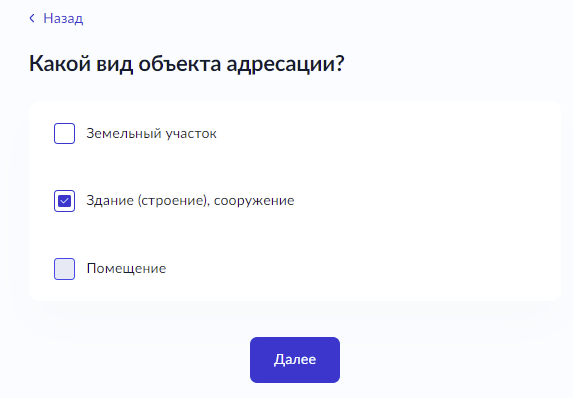 Назад
Какой вид объекта адресации?
Земельный участок
Здание (строение), сооружение
Помещение
Далее